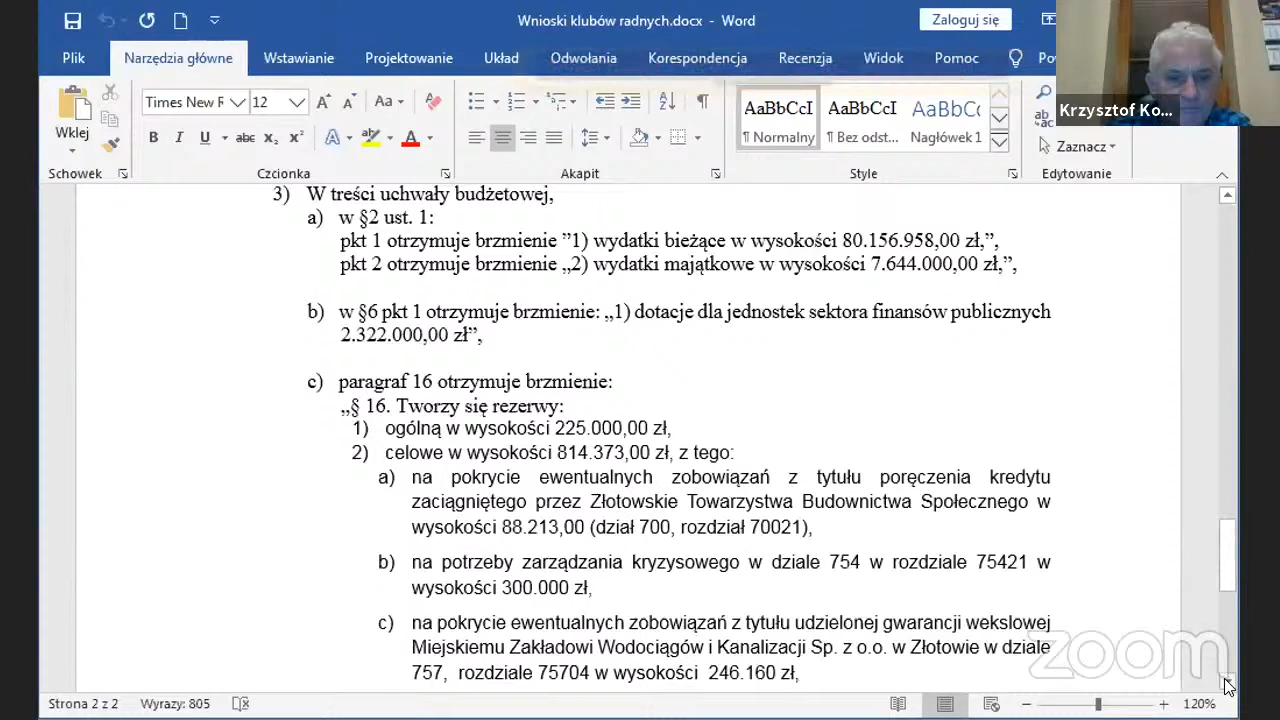 Wnioski klubów radnych.docx - Word
Zaloguj się
Plik Narzędzia główne Wstawianie Projektowanie Układ Odwołania Korespondencja Recenzja Widok Pomoc
Krzysztof Ko...
Wklej
Times New F 12
AaBbCcI AaBbCcI AaBbC
¶ Normalny ¶ Bez odst... Nagłówek 1
Zaznacz
Schowek Czcionka Akapit Style Edytowanie
3) W treści uchwały budżetowej,
a) w §2 ust. 1:
pkt 1 otrzymuje brzmienie ”1) wydatki bieżące w wysokości 80.156.958,00 zł,”,
pkt 2 otrzymuje brzmienie „2) wydatki majątkowe w wysokości 7.644.000,00 zł,”,
b) w §6 pkt 1 otrzymuje brzmienie: „1) dotacje dla jednostek sektora finansów publicznych
2.322.000,00 zł”,
c) paragraf 16 otrzymuje brzmienie:
„§ 16. Tworzy się rezerwy:
1) ogólną w wysokości 225.000,00 zł,
2) celowe w wysokości 814.373,00 zł, z tego:
a) na pokrycie ewentualnych zobowiązań z tytułu poręczenia kredytu
zaciągniętego przez Złotowskie Towarzystwa Budownictwa Społecznego w
wysokości 88.213,00 (dział 700, rozdział 70021),
b) na potrzeby zarządzania kryzysowego w dziale 754 w rozdziale 75421 w
wysokości 300.000 zł,
c) na pokrycie ewentualnych zobowiązań z tytułu udzielonej gwarancji wekslowej
Miejskiemu Zakładowi Wodociągów i Kanalizacji Sp. z o.o. w Złotowie w dziale
757, rozdziale 75704 w wysokości 246.160 zł,
zoom
Strona 2 z 2 Wyrazy: 805 120%